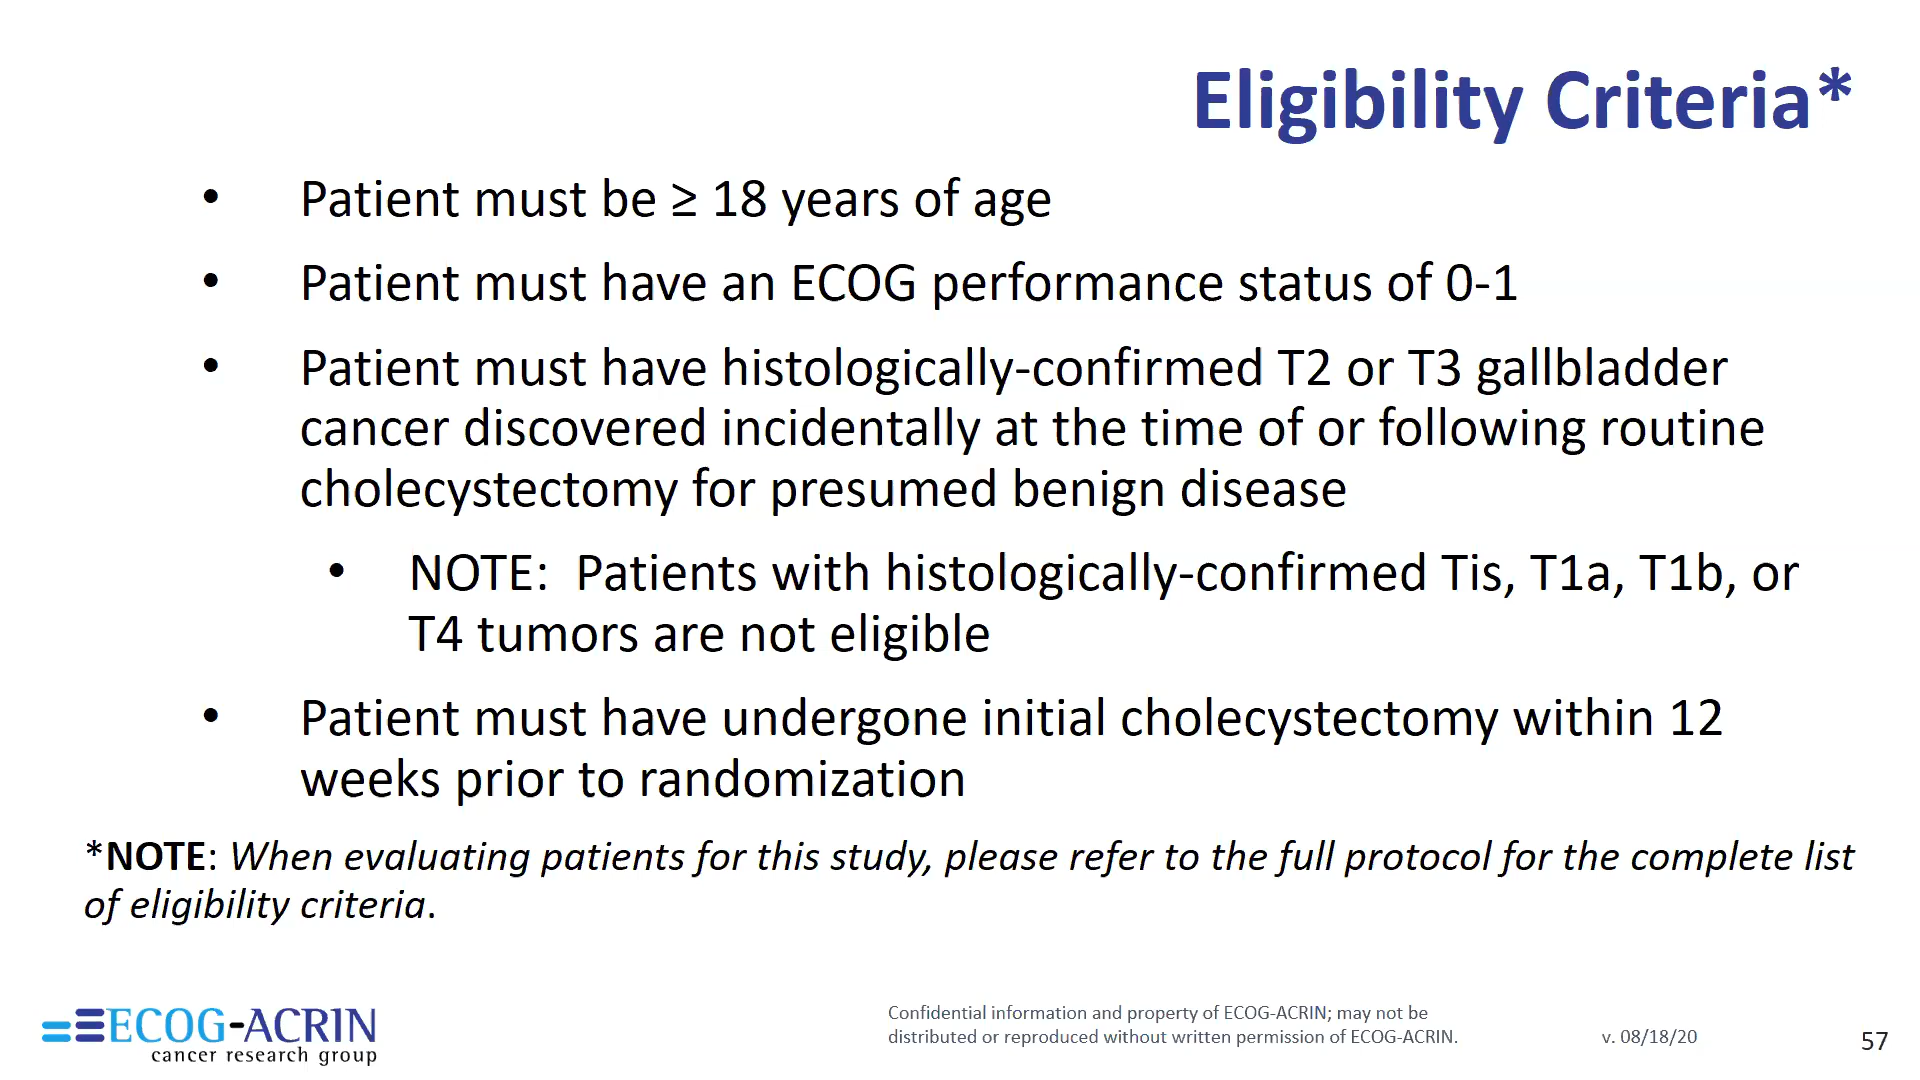 Eligibility Criteria*
• Patient must be ≥ 18 years of age
• Patient must have an ECOG performance status of 0-1
• Patient must have histologically-confirmed T2 or T3 gallbladder
cancer discovered incidentally at the time of or following routine
cholecystectomy for presumed benign disease
• NOTE:  Patients with histologically-confirmed Tis, T1a, T1b, or
T4 tumors are not eligible
• Patient must have undergone initial cholecystectomy within 12
weeks prior to randomization
*NOTE: When evaluating patients for this study, please refer to the full protocol for the complete list
of eligibility criteria.
ECOG-ACRIN
cancer research group
Confidential information and property of ECOG-ACRIN; may not be
distributed or reproduced without written permission of ECOG-ACRIN.
v. 08/18/20
57